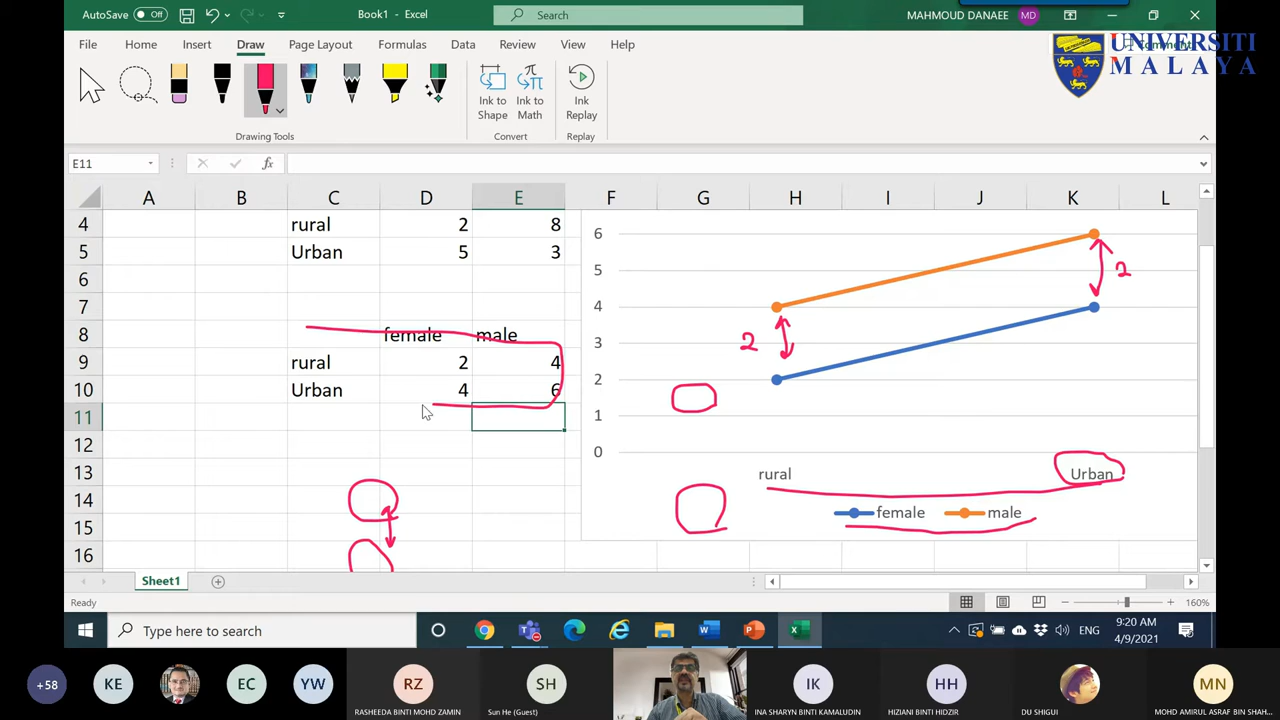 AutoSave Off Book1 - Excel Search MAHMOUD DANAEE MD
File Home Insert Draw Page Layout Formulas Data Review View Help
UNIVERSITI
MALAYA
Ink to Shape
Ink to Math
Ink Replay
Drawing Tools Convert Replay
E11 fx
A B C D E F G H I J K L
4 rural 2 8
5 Urban 5 3
6
7
8 female male
9 rural 2 4
10 Urban 4 6
11
12
13
14
15
16
6
5
4
3
2
1
0
2
2
rural Urban
female male
Sheet1
Ready 160%
Type here to search
ENG
9:20 AM
4/9/2021
+58 KE EC YW RZ SH IK HH MN
RASHEEDA BINTI MOHD ZAMIN Sun He (Guest) INA SHARYN BINTI KAMALUDIN HIZIANI BINTI HIDZIR DU SHIGUI MOHD AMIRUL ASRAF BIN SHAH...